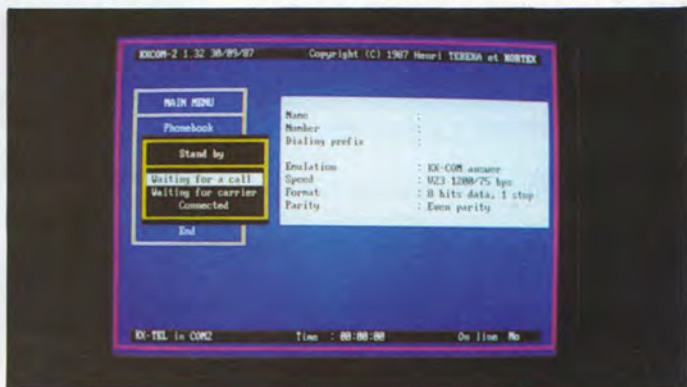 KXCOM-2 1.32 30/09/87 Copyright (C) 1987 Henri et NORTEX
MAIN MENU
Phonebook
Stand by
Waiting for a call
Waiting for carrier
Connected
End
Name :
Number :
Dialing prefix :
Emulation : KX-COM answer
Speed : V23 1200/75 bps
Format : 8 bits data, 1 stop
Parity : Even parity
KX-TEL in COM2 Time : 00:00:00 On line No